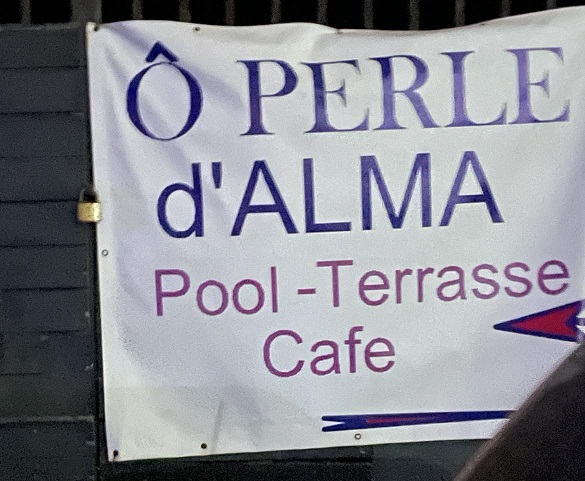 Ô PERLE
d'ALMA
Pool -Terrasse
Cafe